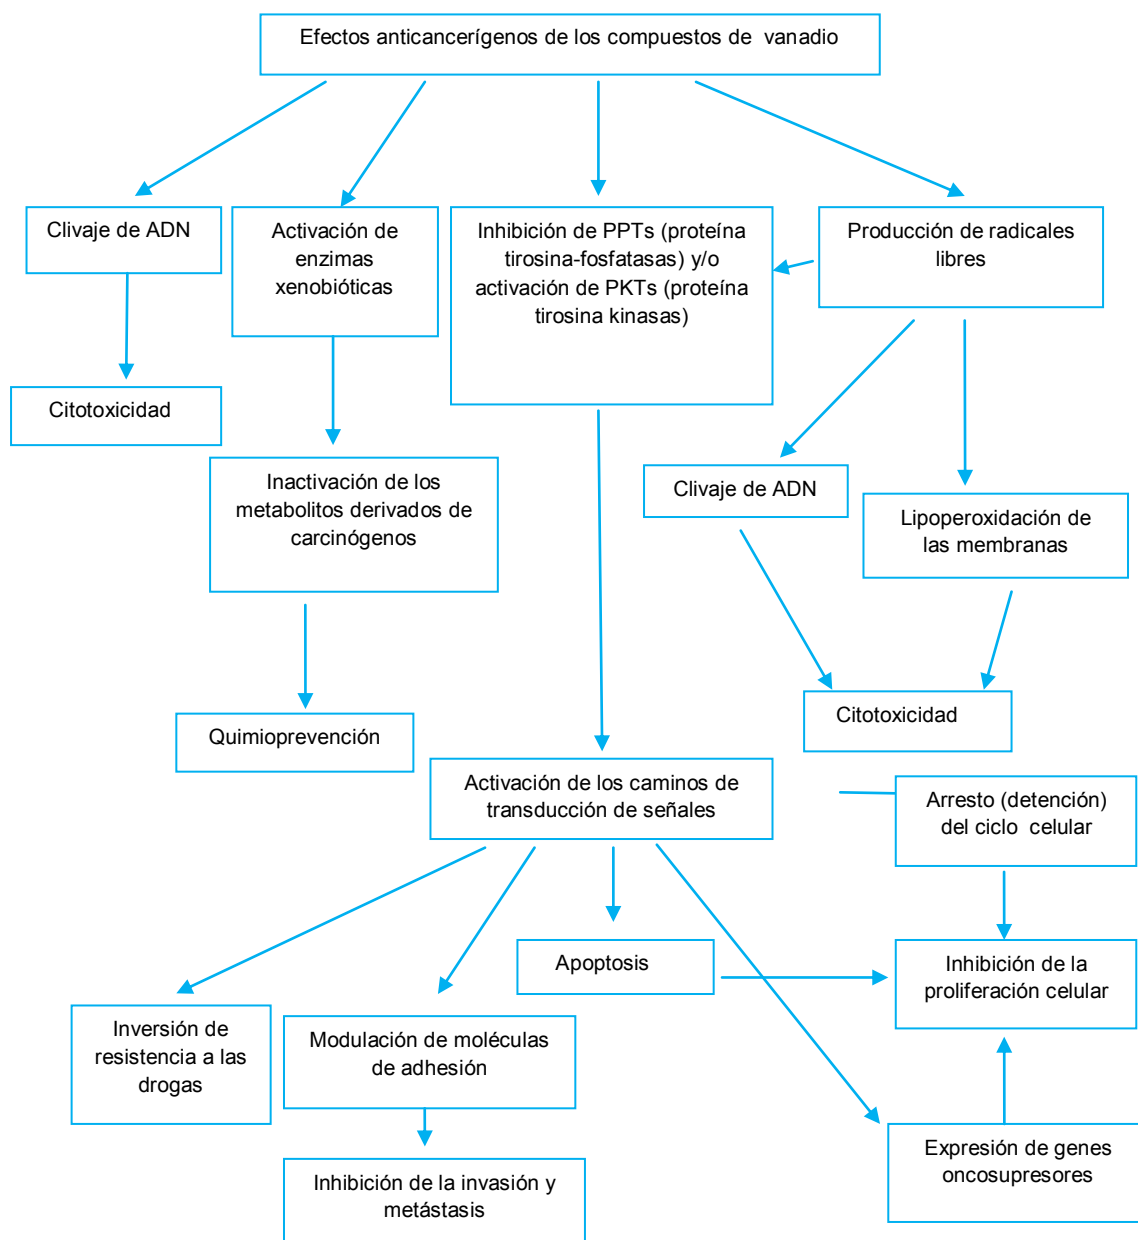 Efectos anticancerígenos de los compuestos de vanadio
Clivaje de ADN
Activación de
enzimas
xenobióticas
Inhibición de PPTs (proteína
tirosina-fosfatasas) y/o
activación de PKTs (proteína
tirosina kinasas)
Producción de radicales
libres
Citotoxicidad
Inactivación de los
metabolitos derivados de
carcinógenos
Clivaje de ADN
Lipoperoxidación de
las membranas
Quimioprevención
Citotoxicidad
Activación de los caminos de
transducción de señales
Arresto (detención)
del ciclo celular
Apoptosis
Inhibición de la
proliferación celular
Inversión de
resistencia a las
drogas
Modulación de moléculas
de adhesión
Expresión de genes
oncosupresores
Inhibición de la invasión y
metástasis